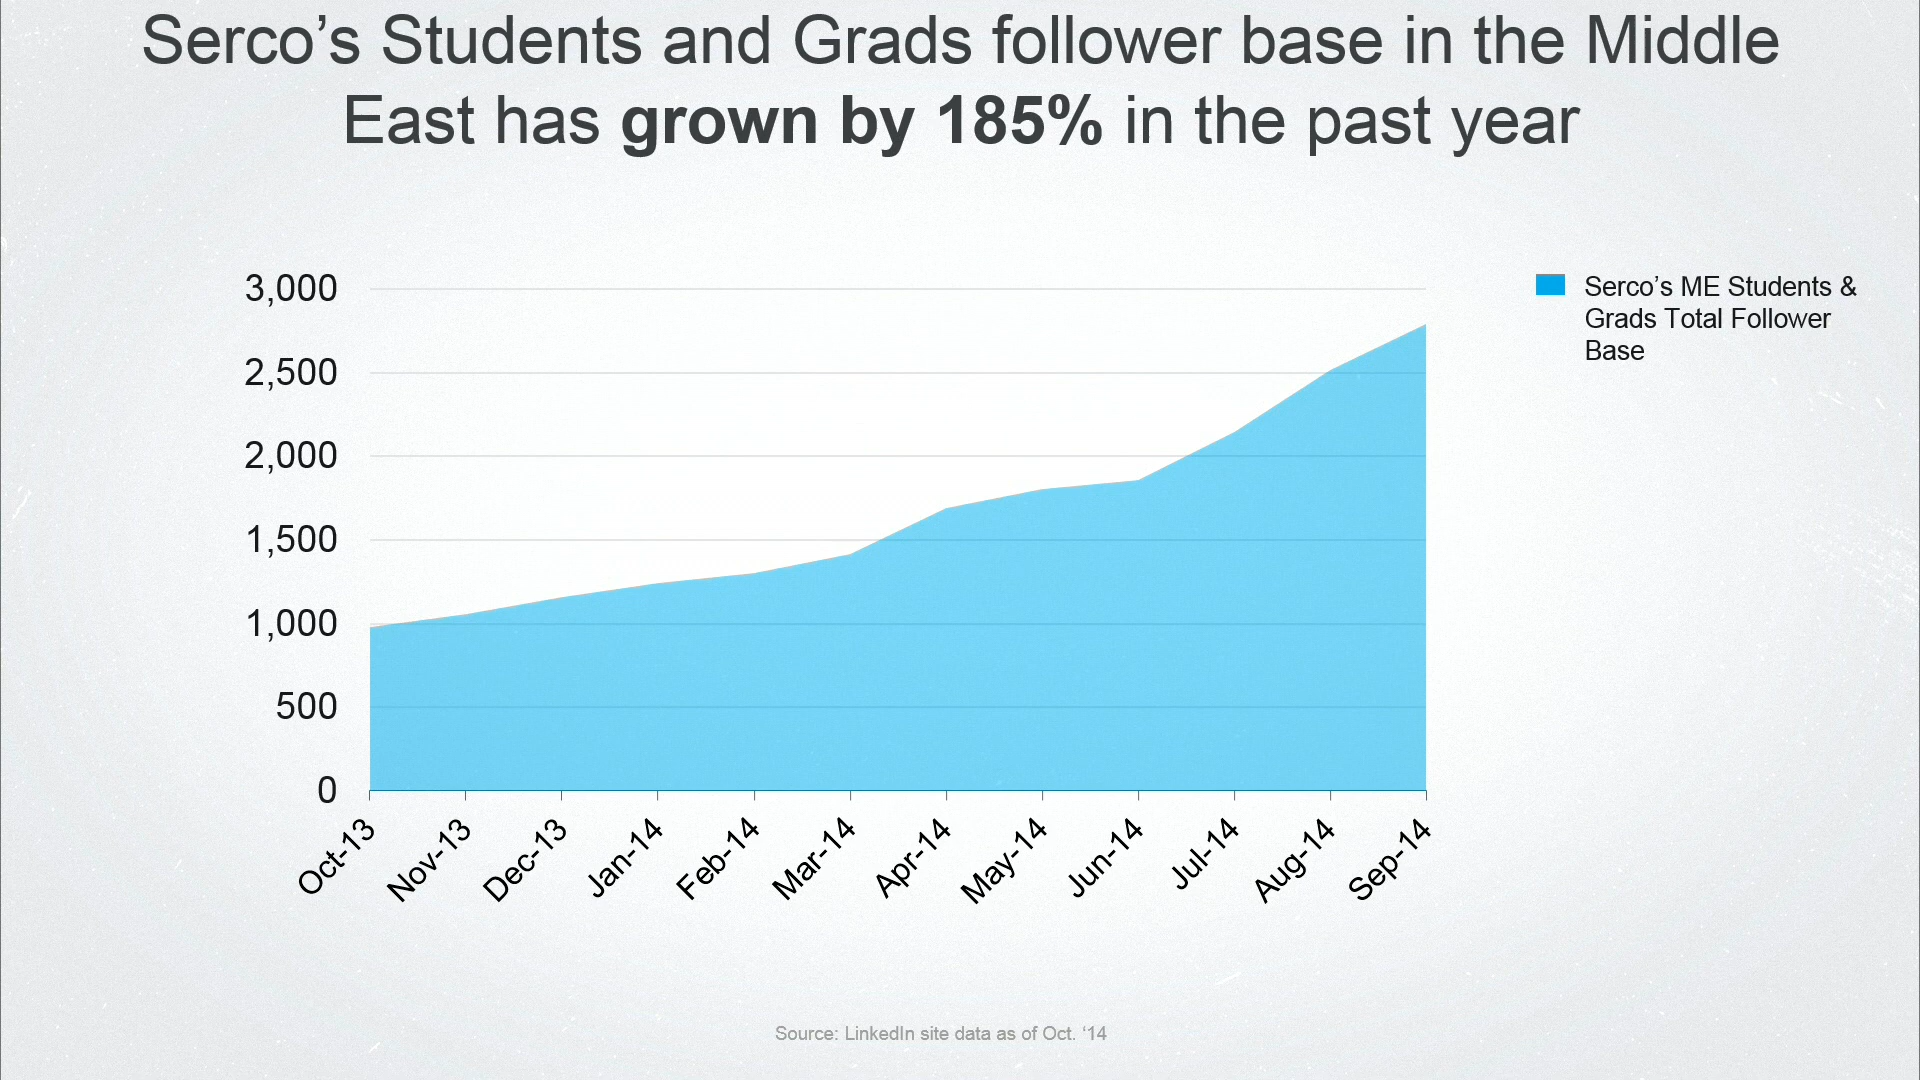 Serco’s Students and Grads follower base in the Middle
East has grown by 185% in the past year
3,000
2,500
2,000
1,500
1,000
500
0
Serco’s ME Students &
Grads Total Follower
Base
Oct-13
Nov-13
Dec-13
Jan-14
Feb-14
Mar-14
Apr-14
May-14
Jun-14
Jul-14
Aug-14
Sep-14
Source: LinkedIn site data as of Oct. ‘14